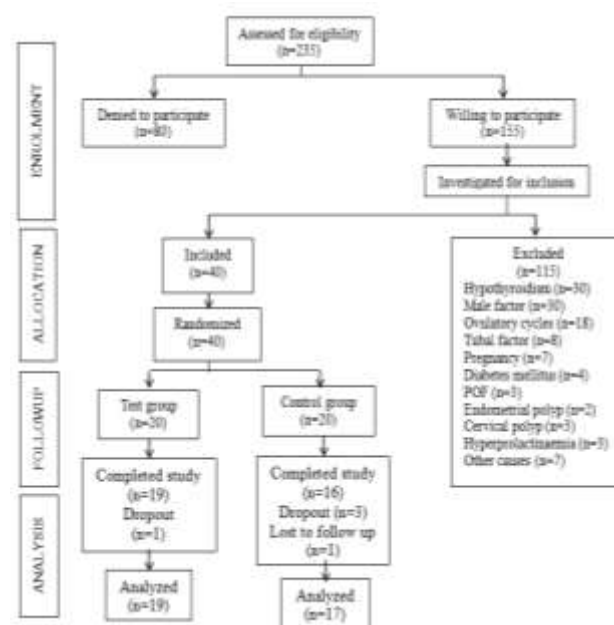 ENROLMENT
Assessed for eligibility
(n=235)
Denied to participate
(n=80)
Willing to participate
(n=155)
Investigated for inclusion
ALLOCATION
Included
(n=40)
Randomized
(n=40)
Excluded
(n=115)
Hypothyroidism (n=30)
Male factor (n=30)
Ovulatory cycles (n=18)
Tubal factor (n=8)
Pregnancy (n=7)
Diabetes mellitus (n=4)
POF (n=3)
Endometrial polyp (n=2)
Cervical polyp (n=3)
Hyperprolactinaemia (n=3)
Other causes (n=7)
FOLLOWUP
Test group
(n=20)
Control group
(n=20)
Completed study
(n=19)
Dropout
(n=1)
Completed study
(n=16)
Dropout (n=3)
Lost to follow up
(n=1)
ANALYSIS
Analyzed
(n=19)
Analyzed
(n=17)